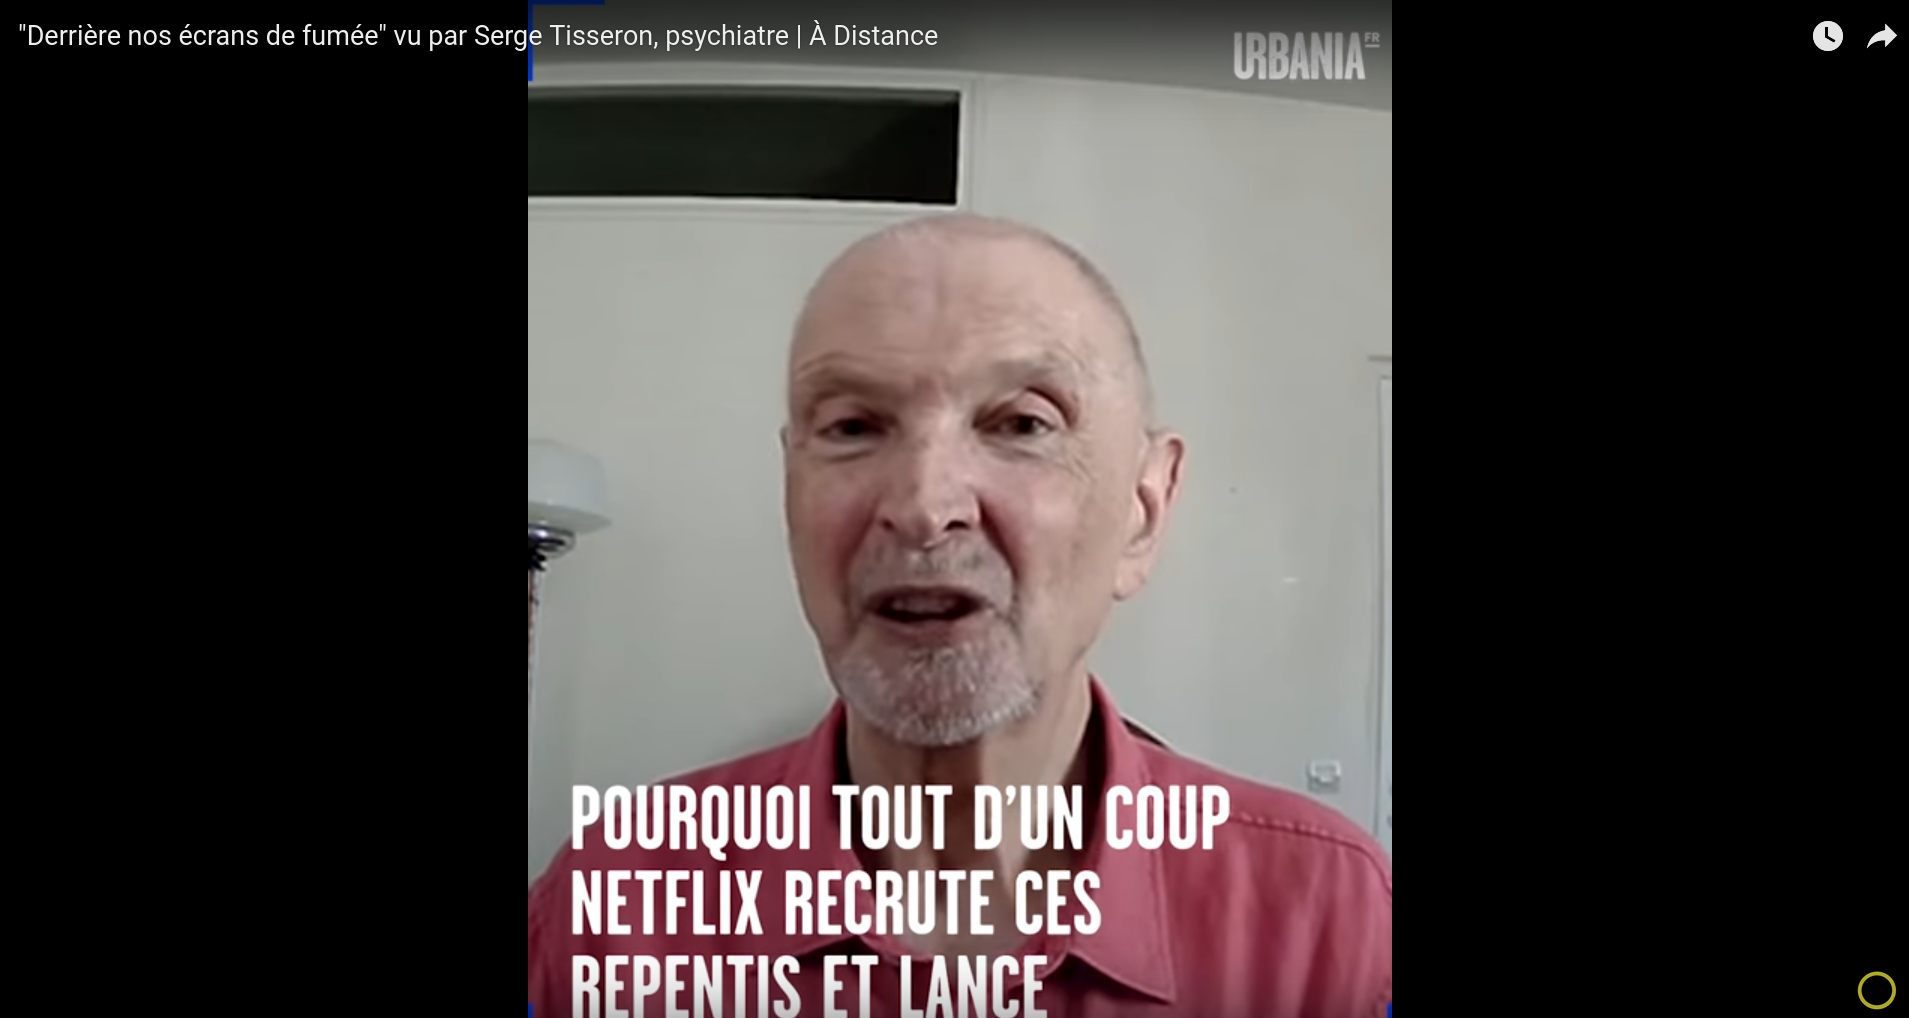 "Derrière nos écrans de fumée" vu par Serge Tisseron, psychiatre | À Distance
URBANIA FR
POURQUOI TOUT D'UN COUP
NETFLIX RECRUTE CES
REPENTIS ET LANCE